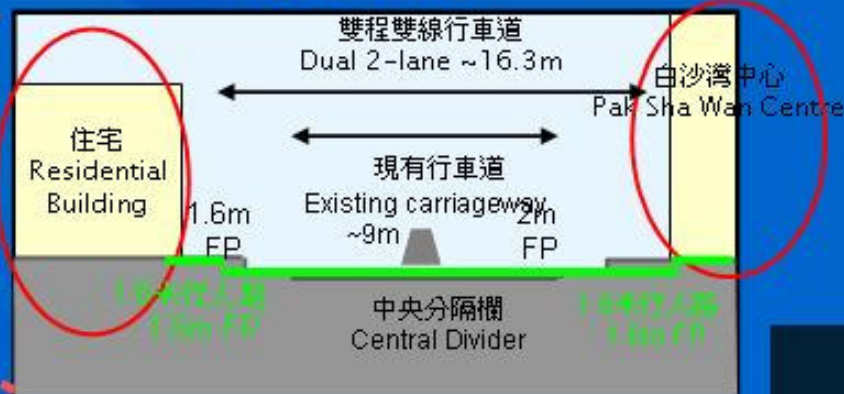 雙程雙線行車道
Dual 2-lane ~16.3m
白沙灣中心
Pak Sha Wan Centre
住宅
Residential
Building
現有行車道
Existing carriageway
~9m
1.6m
FP
2m
FP
中央分隔欄
Central Divider